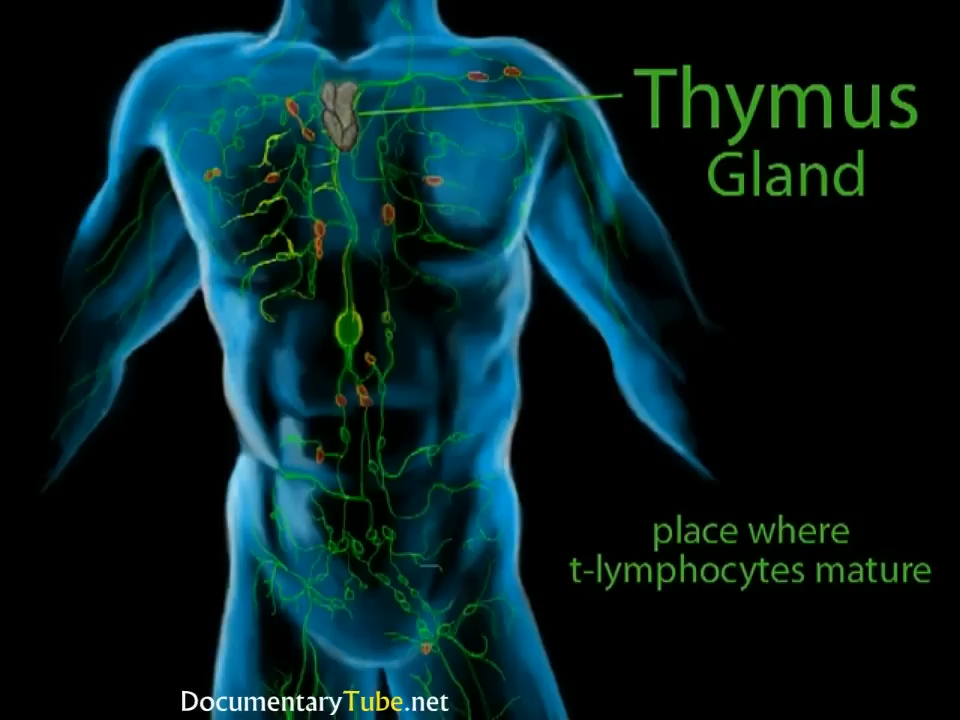 Thymus
Gland
place where
t-lymphocytes mature
DocumentaryTube.net